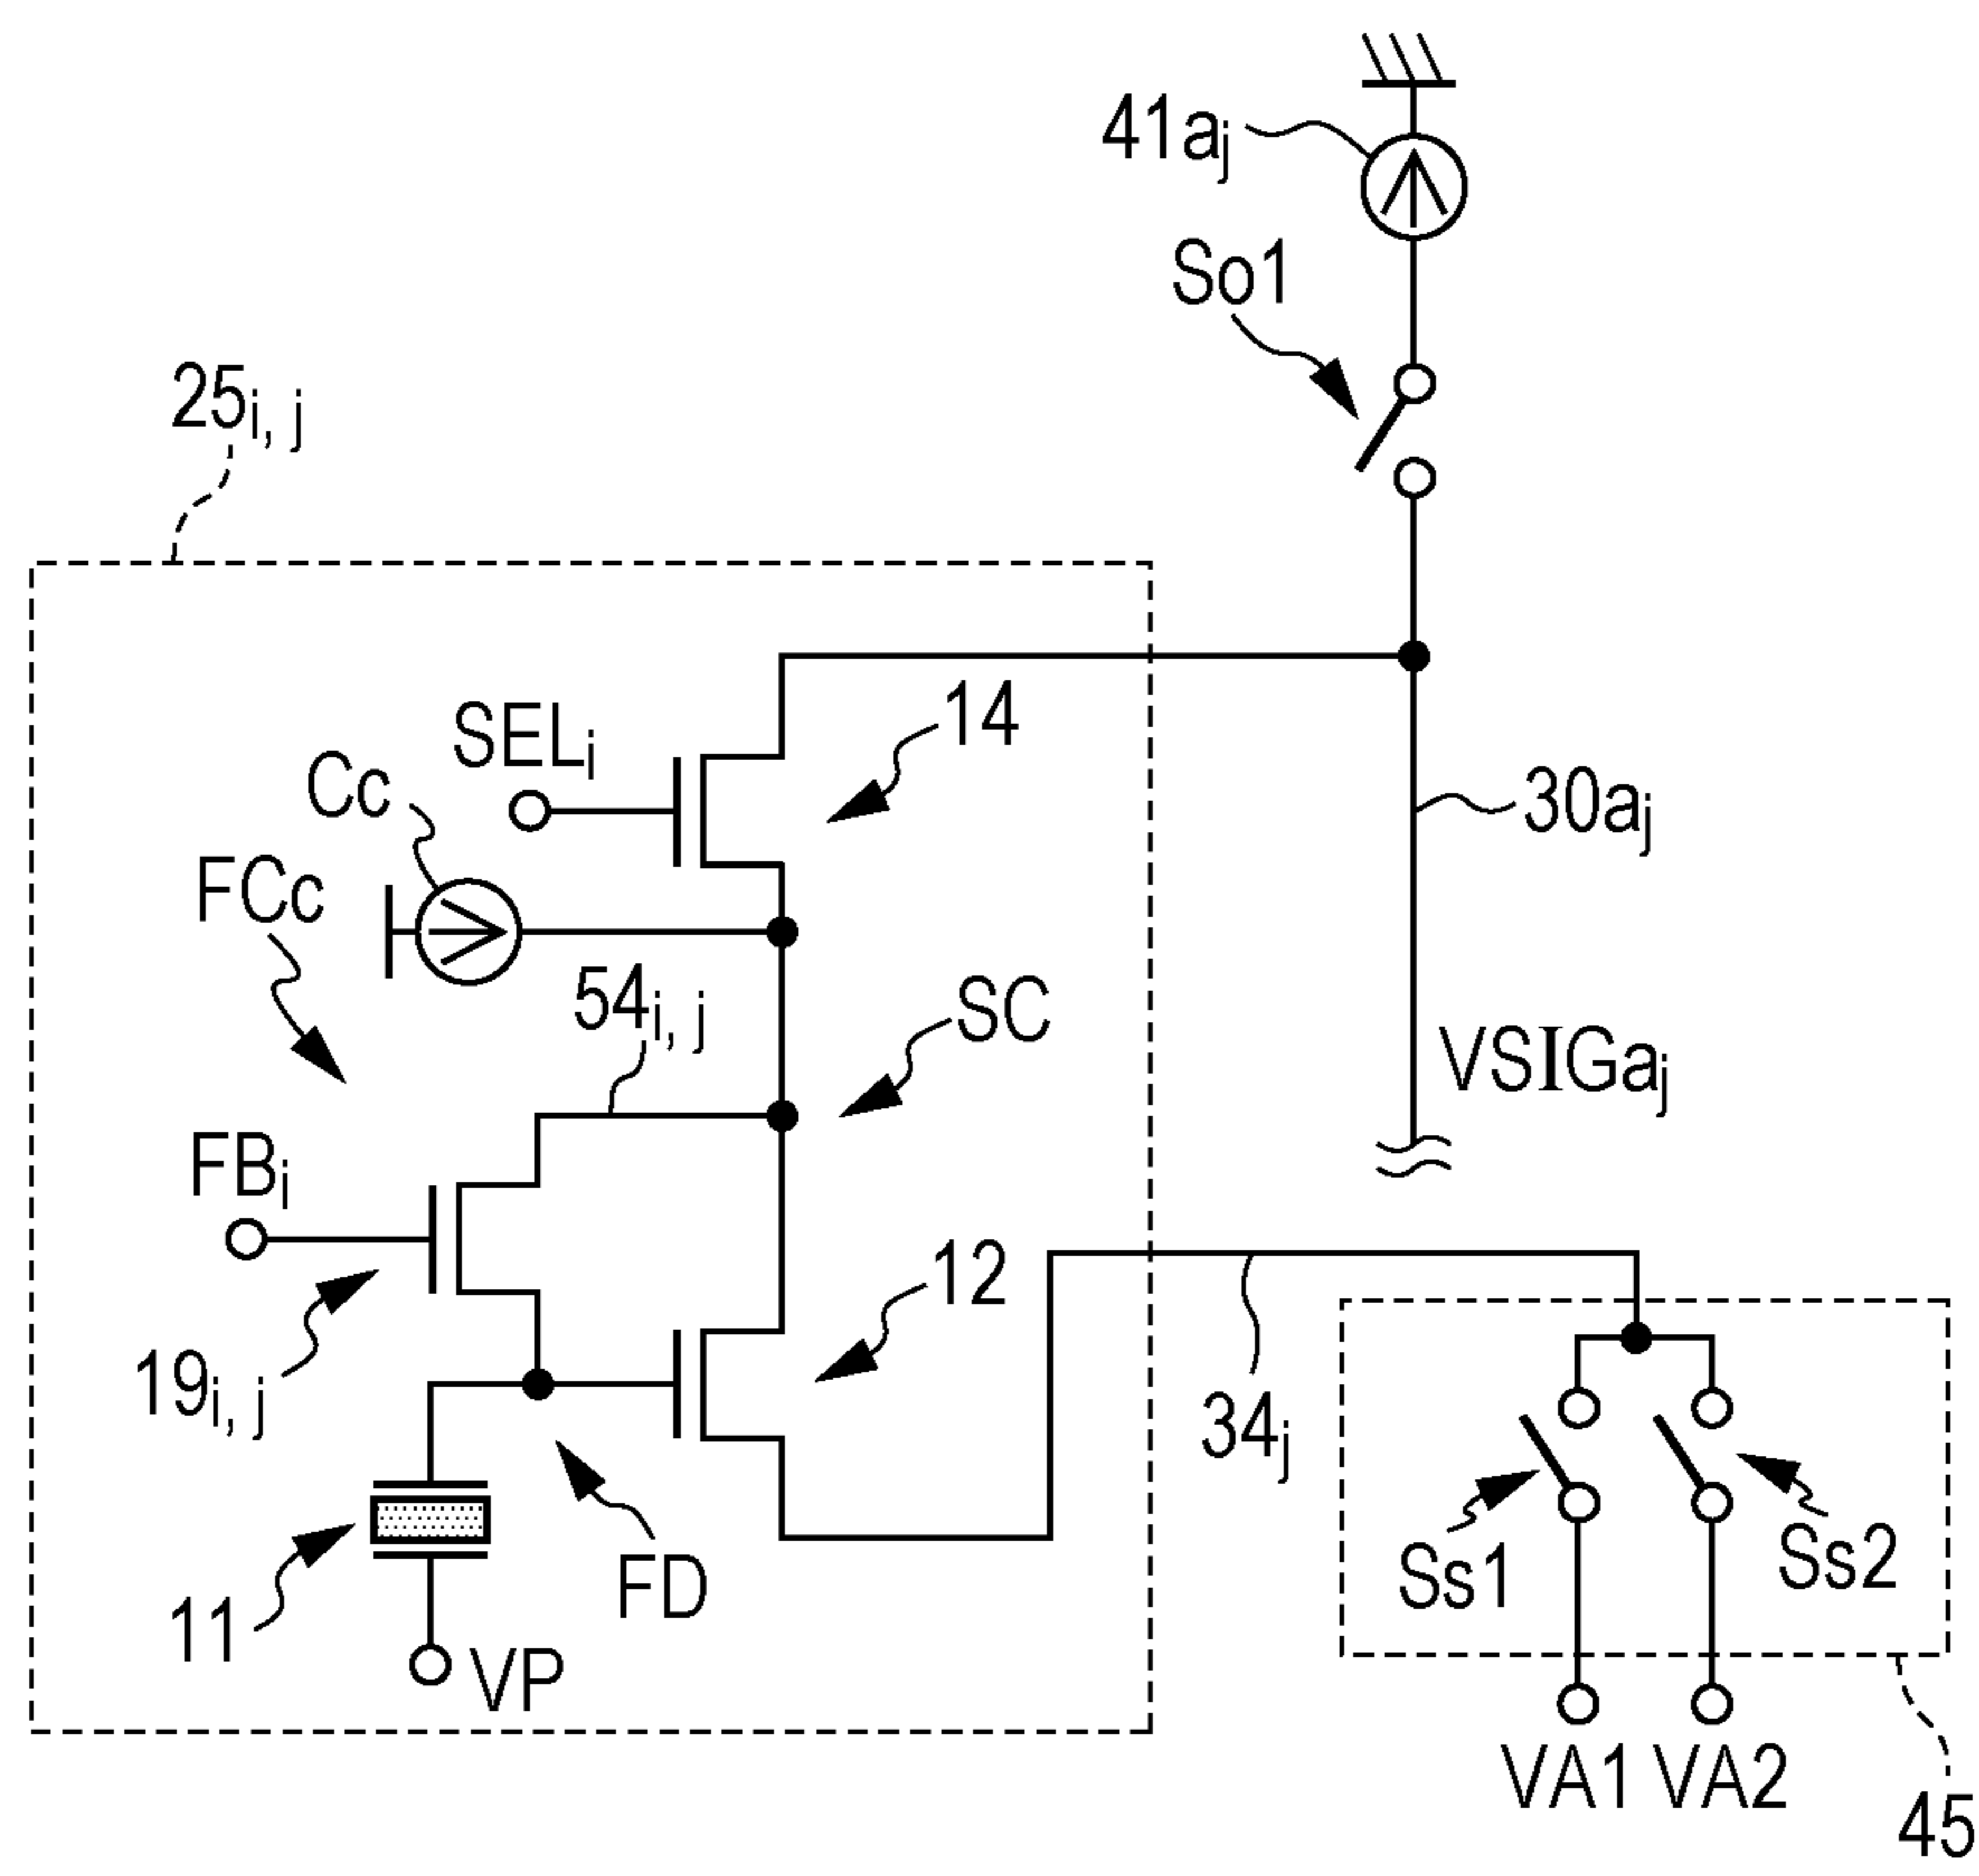 41aj
So1
25i, j
14
SELi
Cc
30aj
FCc
54i, j
SC
VSIGaj
FBi
12
19i, j
34j
Ss1
Ss2
FD
11
VP
VA1
VA2
45